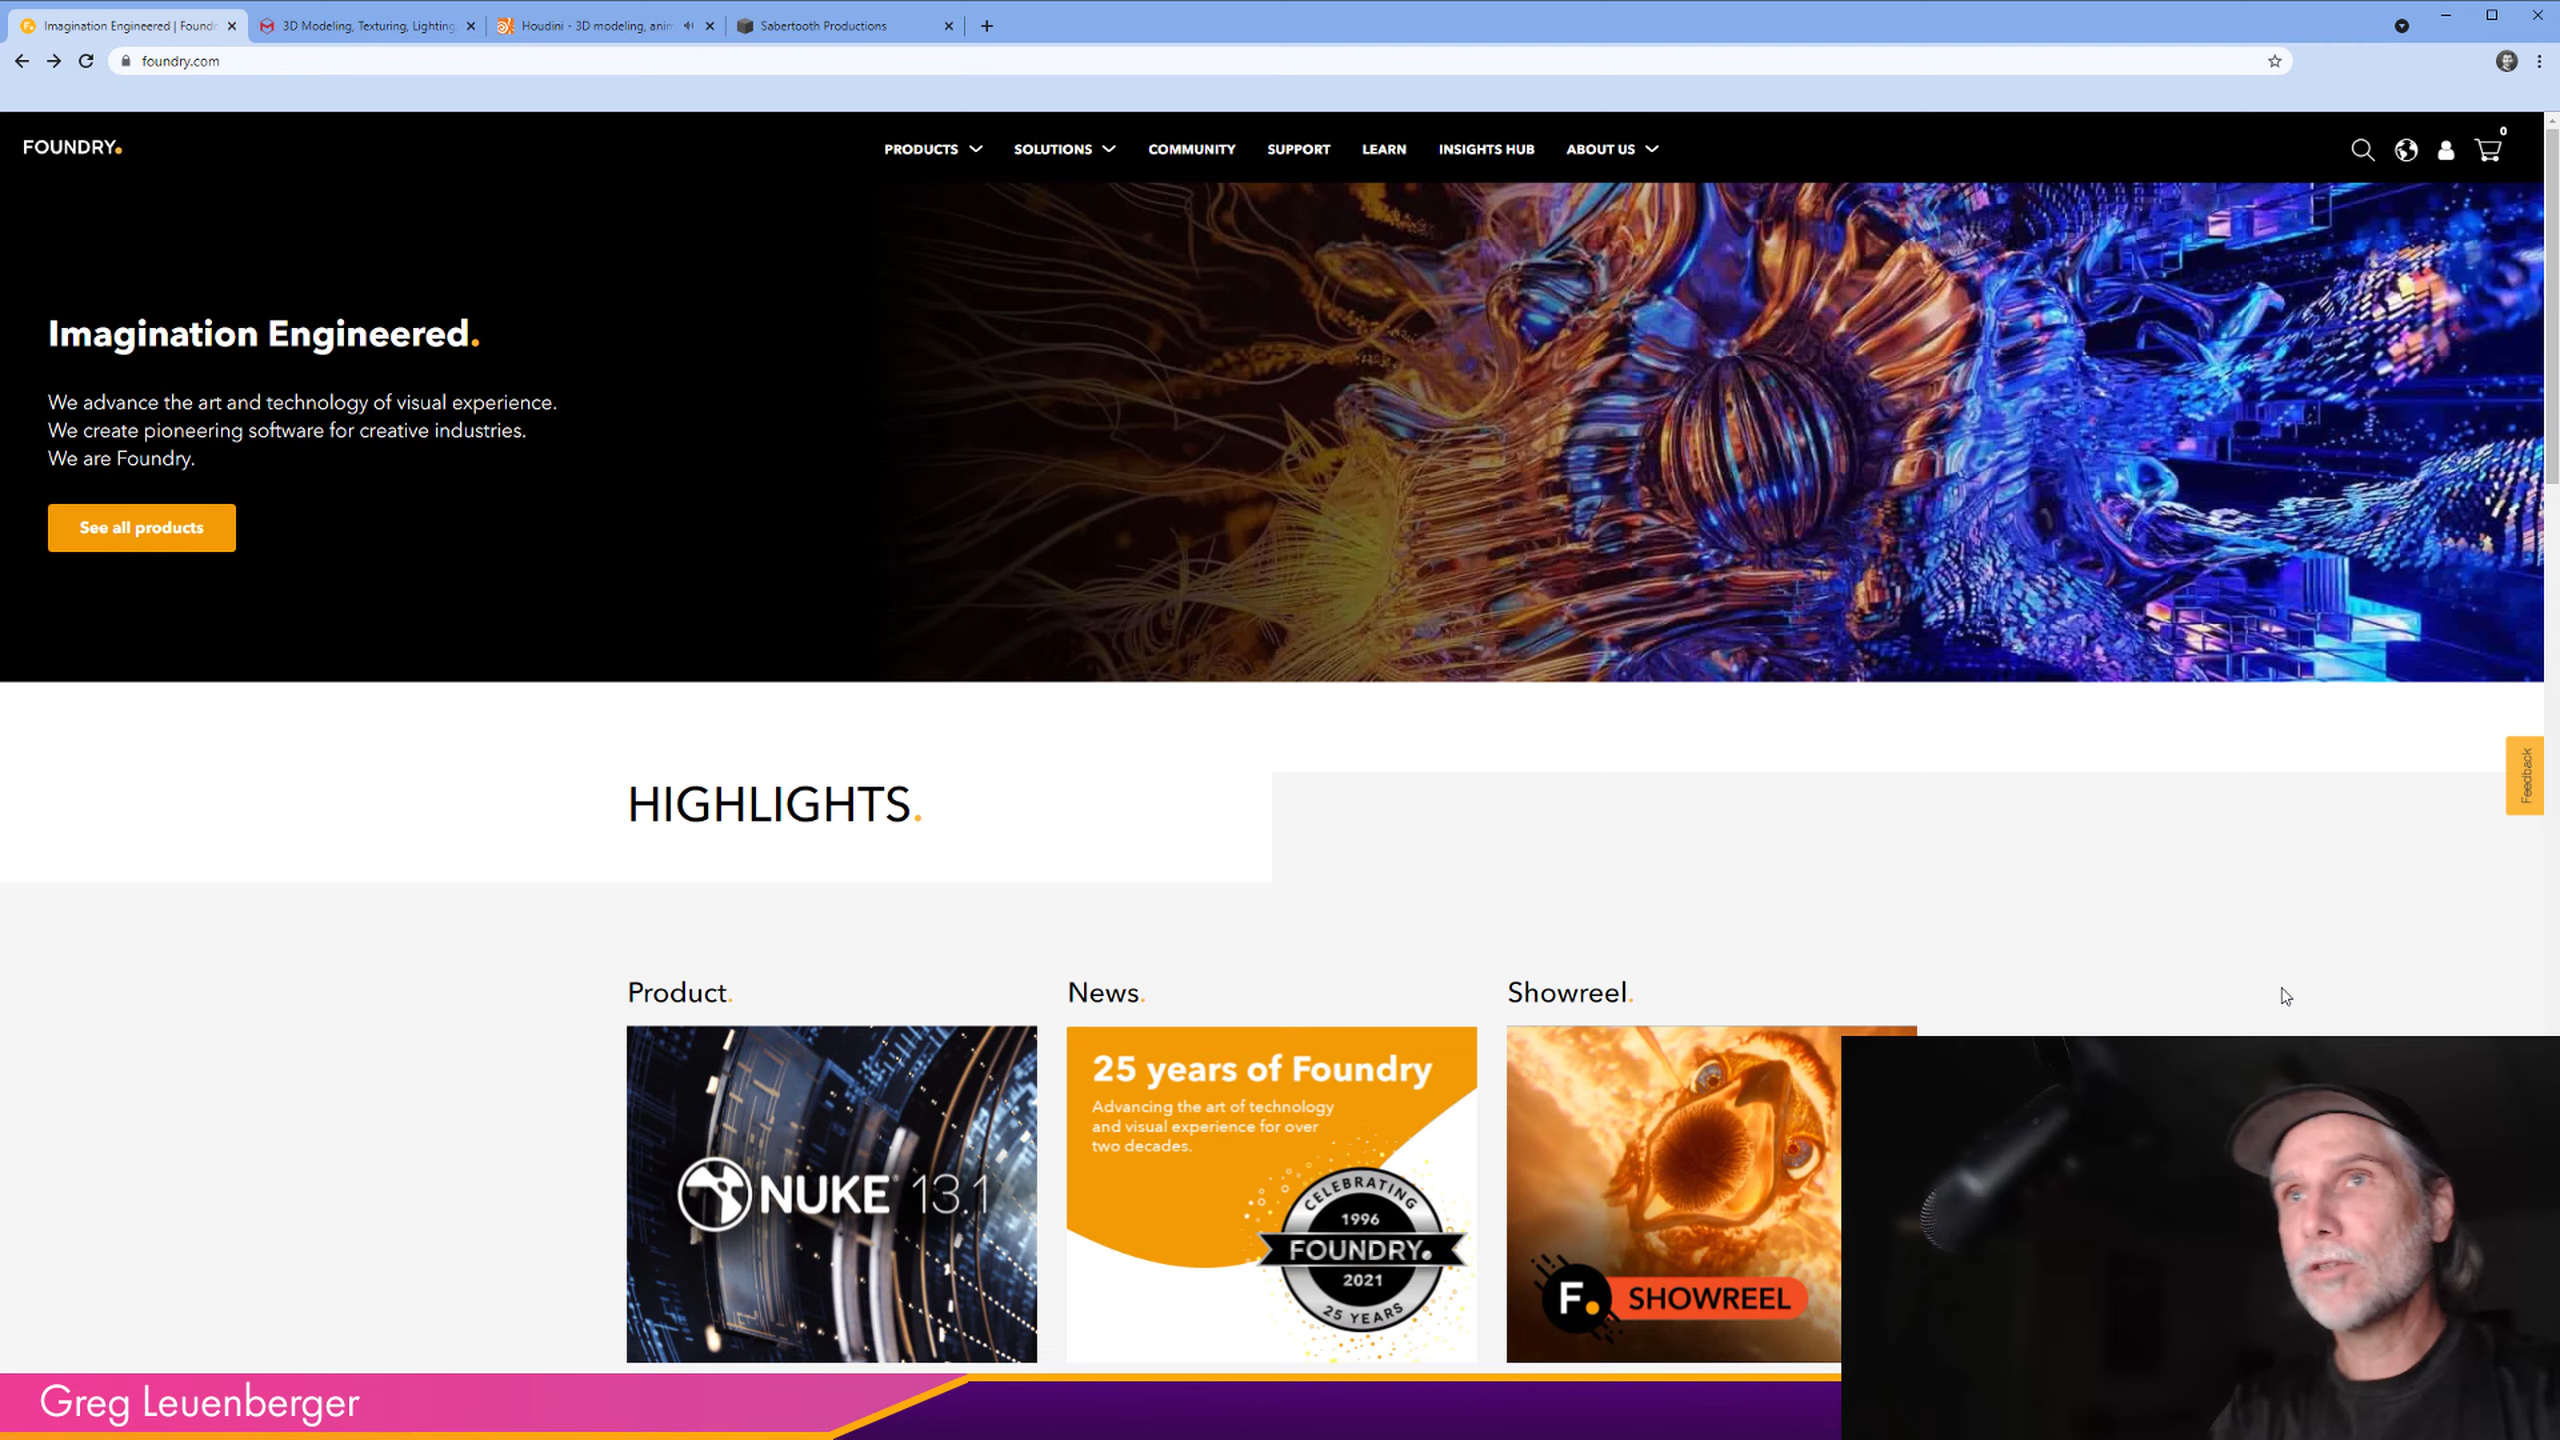 Imagination Engineered | Foundr
3D Modeling, Texturing, Lighting,
Houdini - 3D modeling, anim
Sabertooth Productions
foundry.com
FOUNDRY.
PRODUCTS
SOLUTIONS
COMMUNITY
SUPPORT
LEARN
INSIGHTS HUB
ABOUT US
0
Imagination Engineered.
We advance the art and technology of visual experience.
We create pioneering software for creative industries.
We are Foundry.
See all products
Feedback
HIGHLIGHTS.
Product.
News.
Showreel.
NUKE® 13.1
25 years of Foundry
Advancing the art of technology
and visual experience for over
two decades.
CELEBRATING
1996
FOUNDRY.
2021
25 YEARS
F. SHOWREEL
Greg Leuenberger